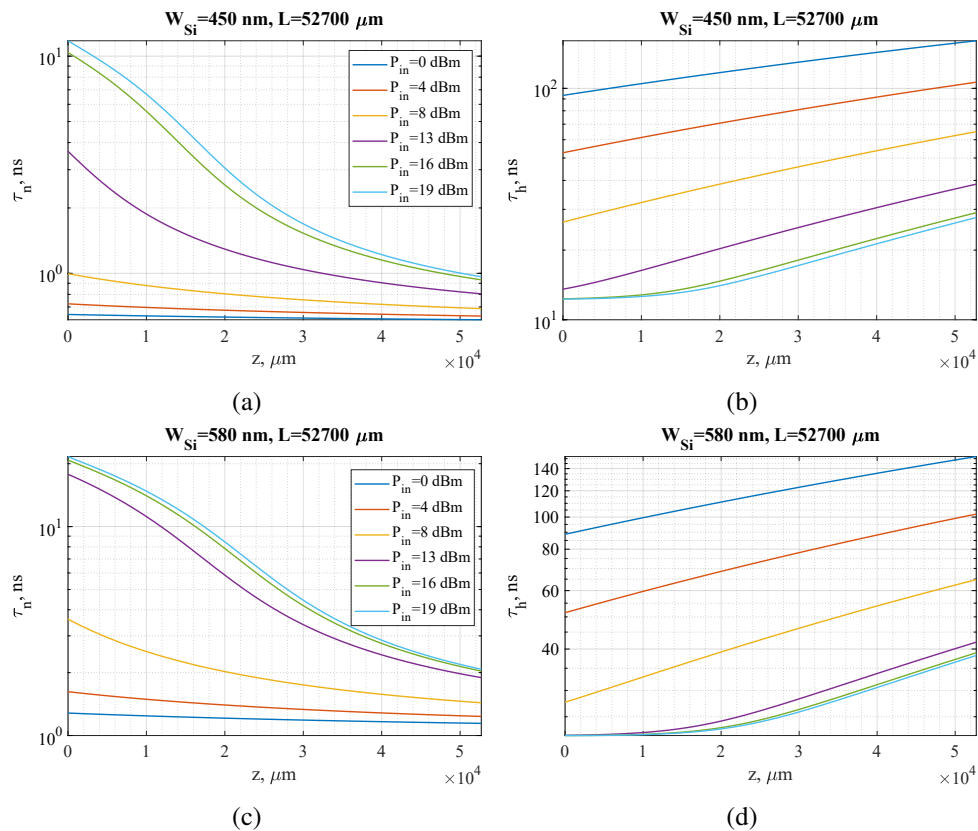 W_Si=450 nm, L=52700 μm
τ_n, ns
10^1
10^0
P_in=0 dBm
P_in=4 dBm
P_in=8 dBm
P_in=13 dBm
P_in=16 dBm
P_in=19 dBm
0 1 2 3 4 5
z, μm
×10^4
(a)
W_Si=450 nm, L=52700 μm
τ_h, ns
10^2
10^1
0 1 2 3 4 5
z, μm
×10^4
(b)
W_Si=580 nm, L=52700 μm
τ_n, ns
10^1
10^0
P_in=0 dBm
P_in=4 dBm
P_in=8 dBm
P_in=13 dBm
P_in=16 dBm
P_in=19 dBm
0 1 2 3 4 5
z, μm
×10^4
(c)
W_Si=580 nm, L=52700 μm
τ_h, ns
140
120
100
80
60
40
0 1 2 3 4 5
z, μm
×10^4
(d)